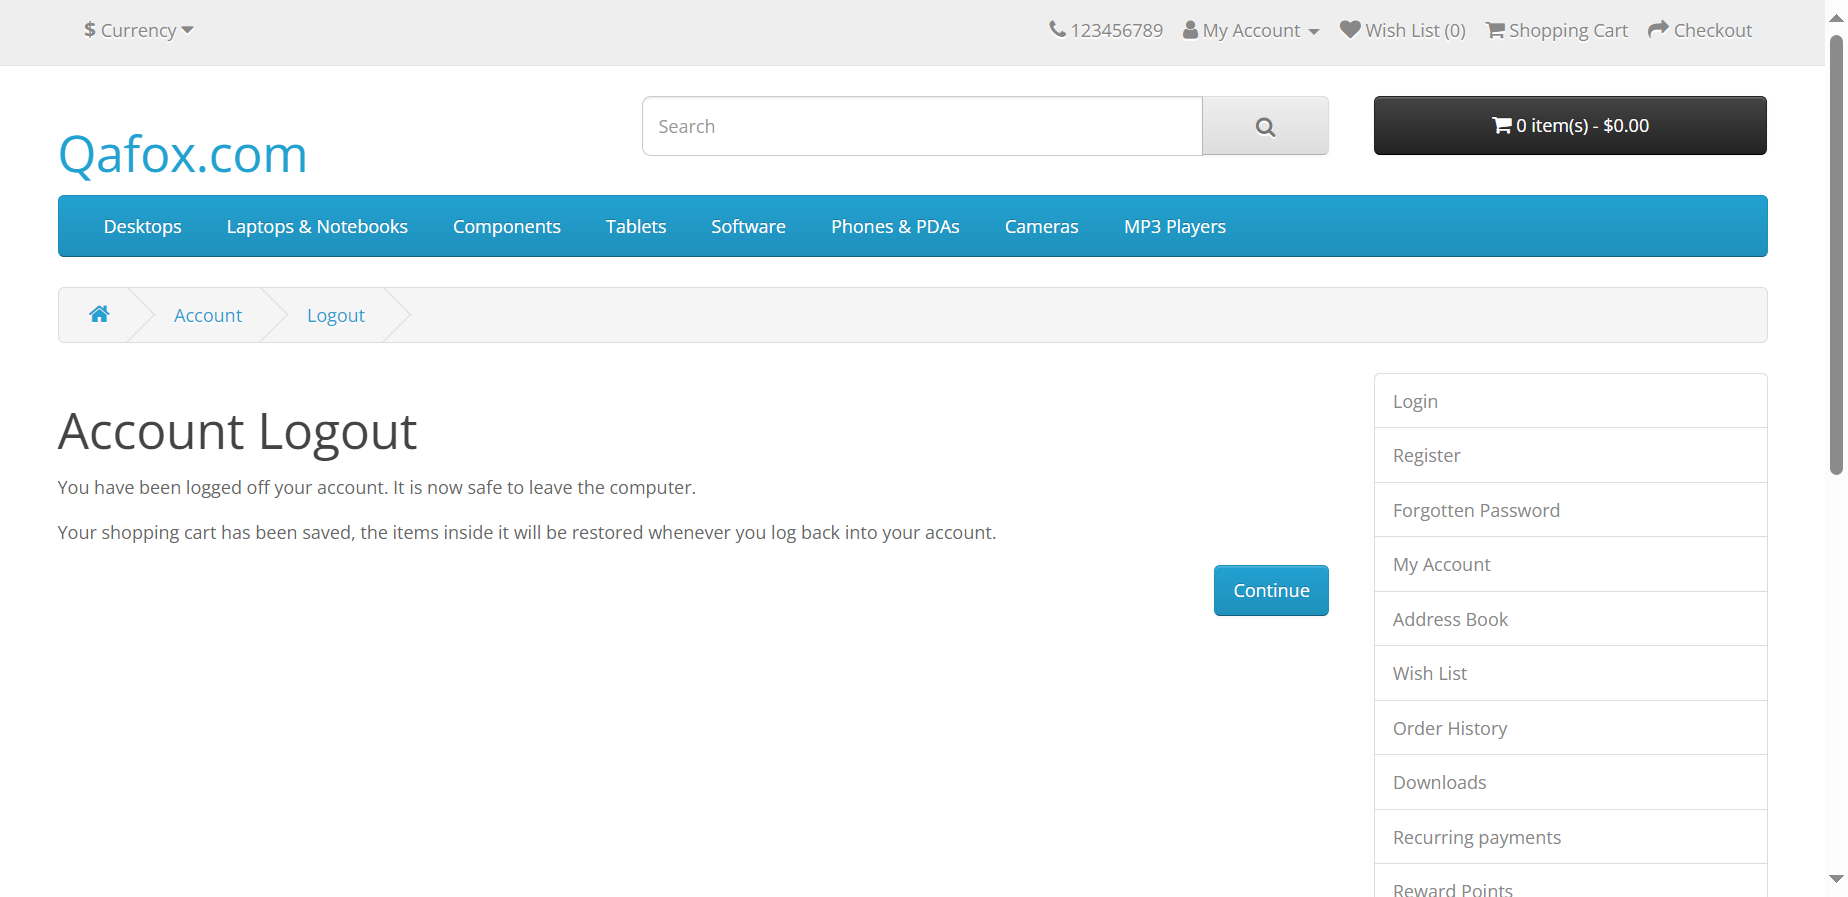 $ Currency
123456789 My Account Wish List (0) Shopping Cart Checkout
Qafox.com
Search
0 item(s) - $0.00
Desktops Laptops & Notebooks Components Tablets Software Phones & PDAs Cameras MP3 Players
Account Logout
Account Logout
You have been logged off your account. It is now safe to leave the computer.
Your shopping cart has been saved, the items inside it will be restored whenever you log back into your account.
Continue
Login
Register
Forgotten Password
My Account
Address Book
Wish List
Order History
Downloads
Recurring payments
Reward Points